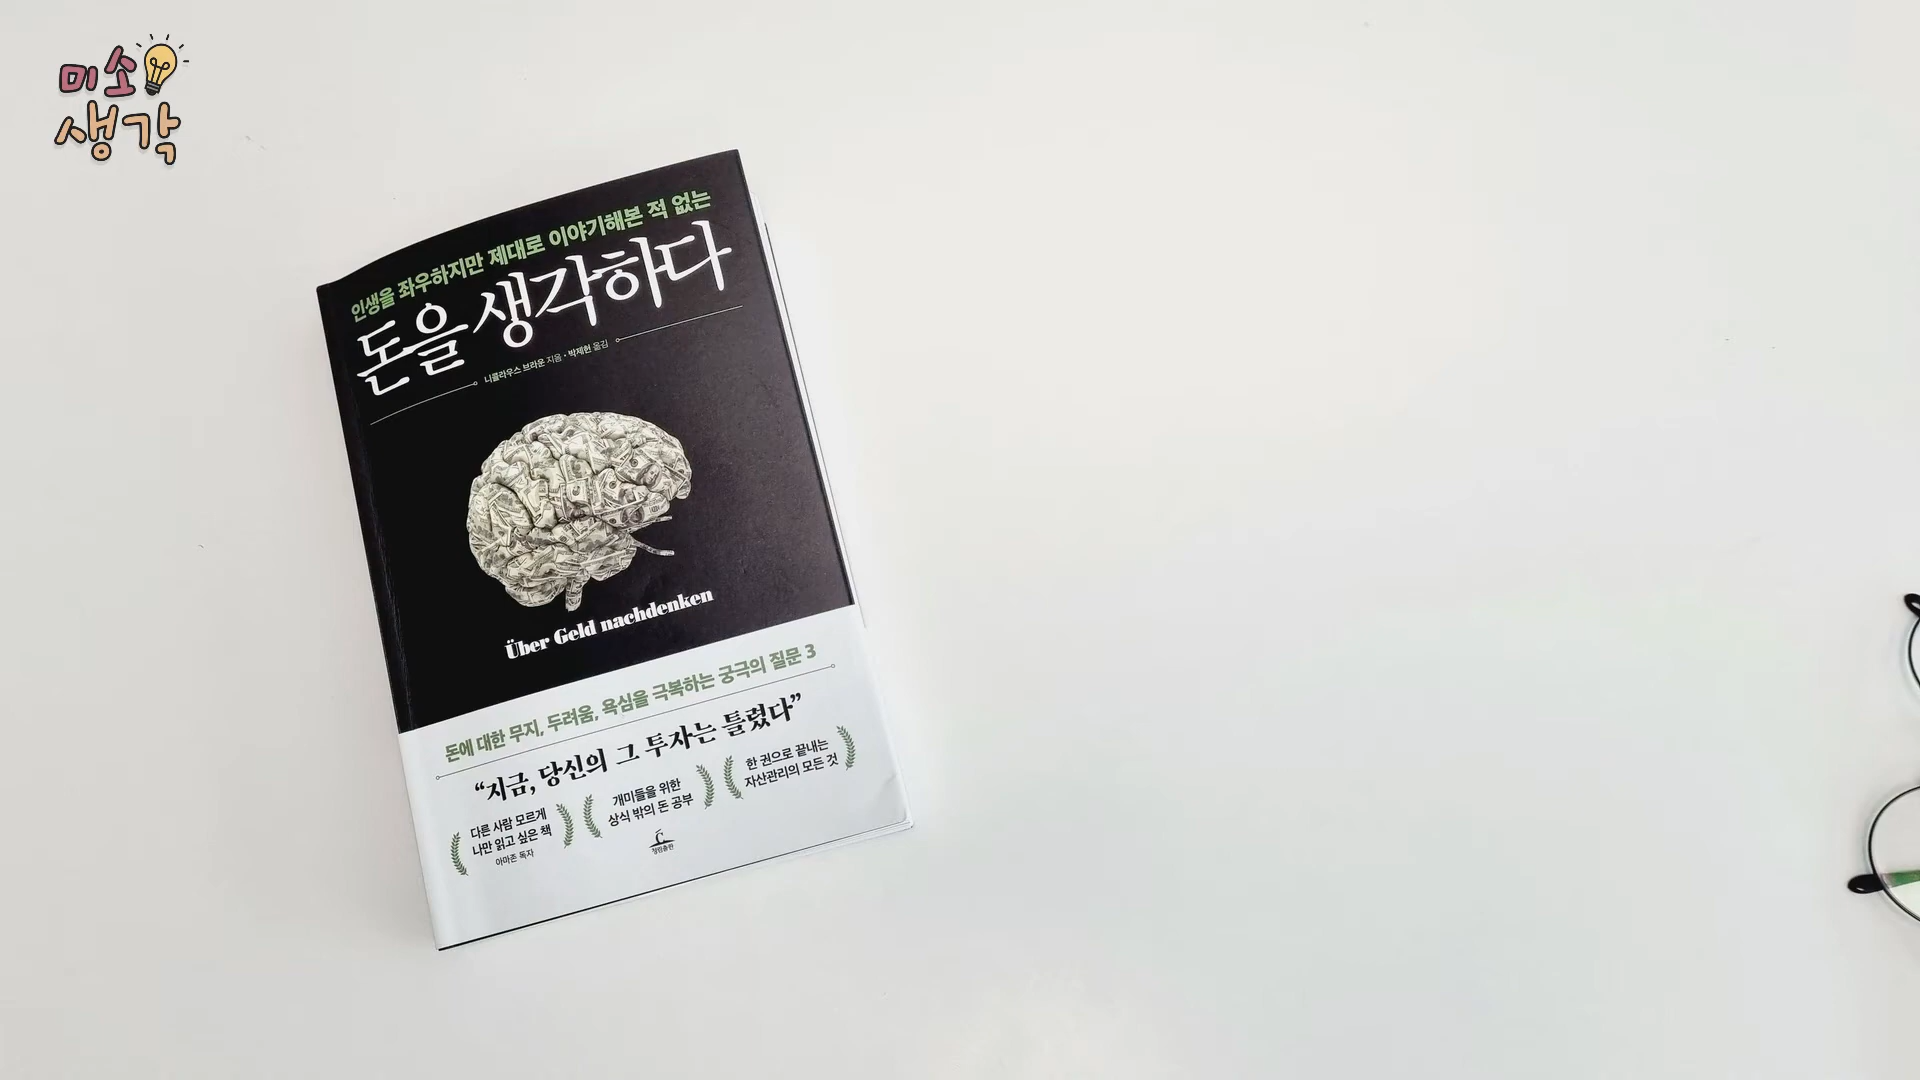 미소
생각
인생을 좌우하지만 제대로 이야기해본 적 없는
돈을 생각하다
니콜라우스 브라운 지음 · 박제헌 옮김
Über Geld nachdenken
돈에 대한 무지, 두려움, 욕심을 극복하는 궁극의 질문 3
“지금, 당신의 그 투자는 틀렸다”
다른 사람 모르게
나만 읽고 싶은 책
아마존 독자
개미들을 위한
상식 밖의 돈 공부
한 권으로 끝내는
자산관리의 모든 것
청림출판